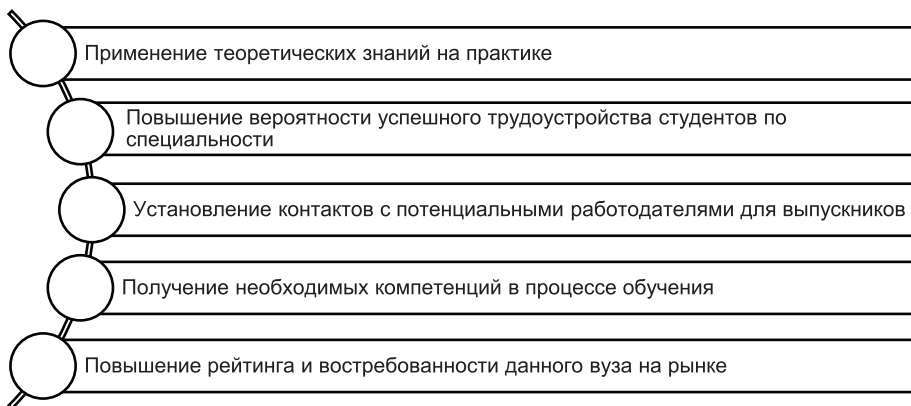 Применение теоретических знаний на практике
Повышение вероятности успешного трудоустройства студентов по
специальности
Установление контактов с потенциальными работодателями для выпускников
Получение необходимых компетенций в процессе обучения
Повышение рейтинга и востребованности данного вуза на рынке